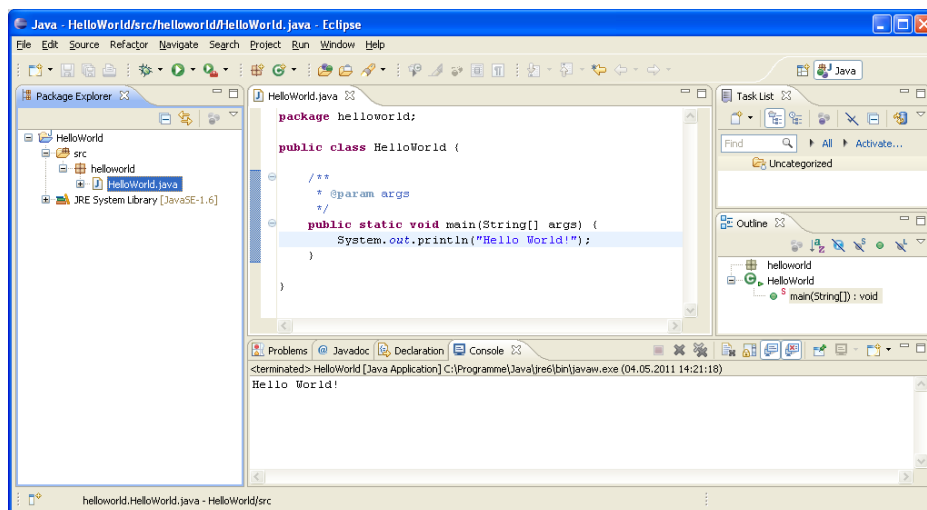 Java - HelloWorld/src/helloworld/HelloWorld.java - Eclipse
File Edit Source Refactor Navigate Search Project Run Window Help
Java
Package Explorer
HelloWorld
src
helloworld
HelloWorld.java
JRE System Library [JavaSE-1.6]
HelloWorld.java
package helloworld;
public class HelloWorld {
/**
* @param args
*/
public static void main(String[] args) {
System.out.println("Hello World!");
}
}
Task List
Find All Activate...
Uncategorized
Outline
helloworld
HelloWorld
main(String[]) : void
Problems Javadoc Declaration Console
<terminated> HelloWorld [Java Application] C:\Programme\Java\jre6\bin\javaw.exe (04.05.2011 14:21:18)
Hello World!
helloworld.HelloWorld.java - HelloWorld/src